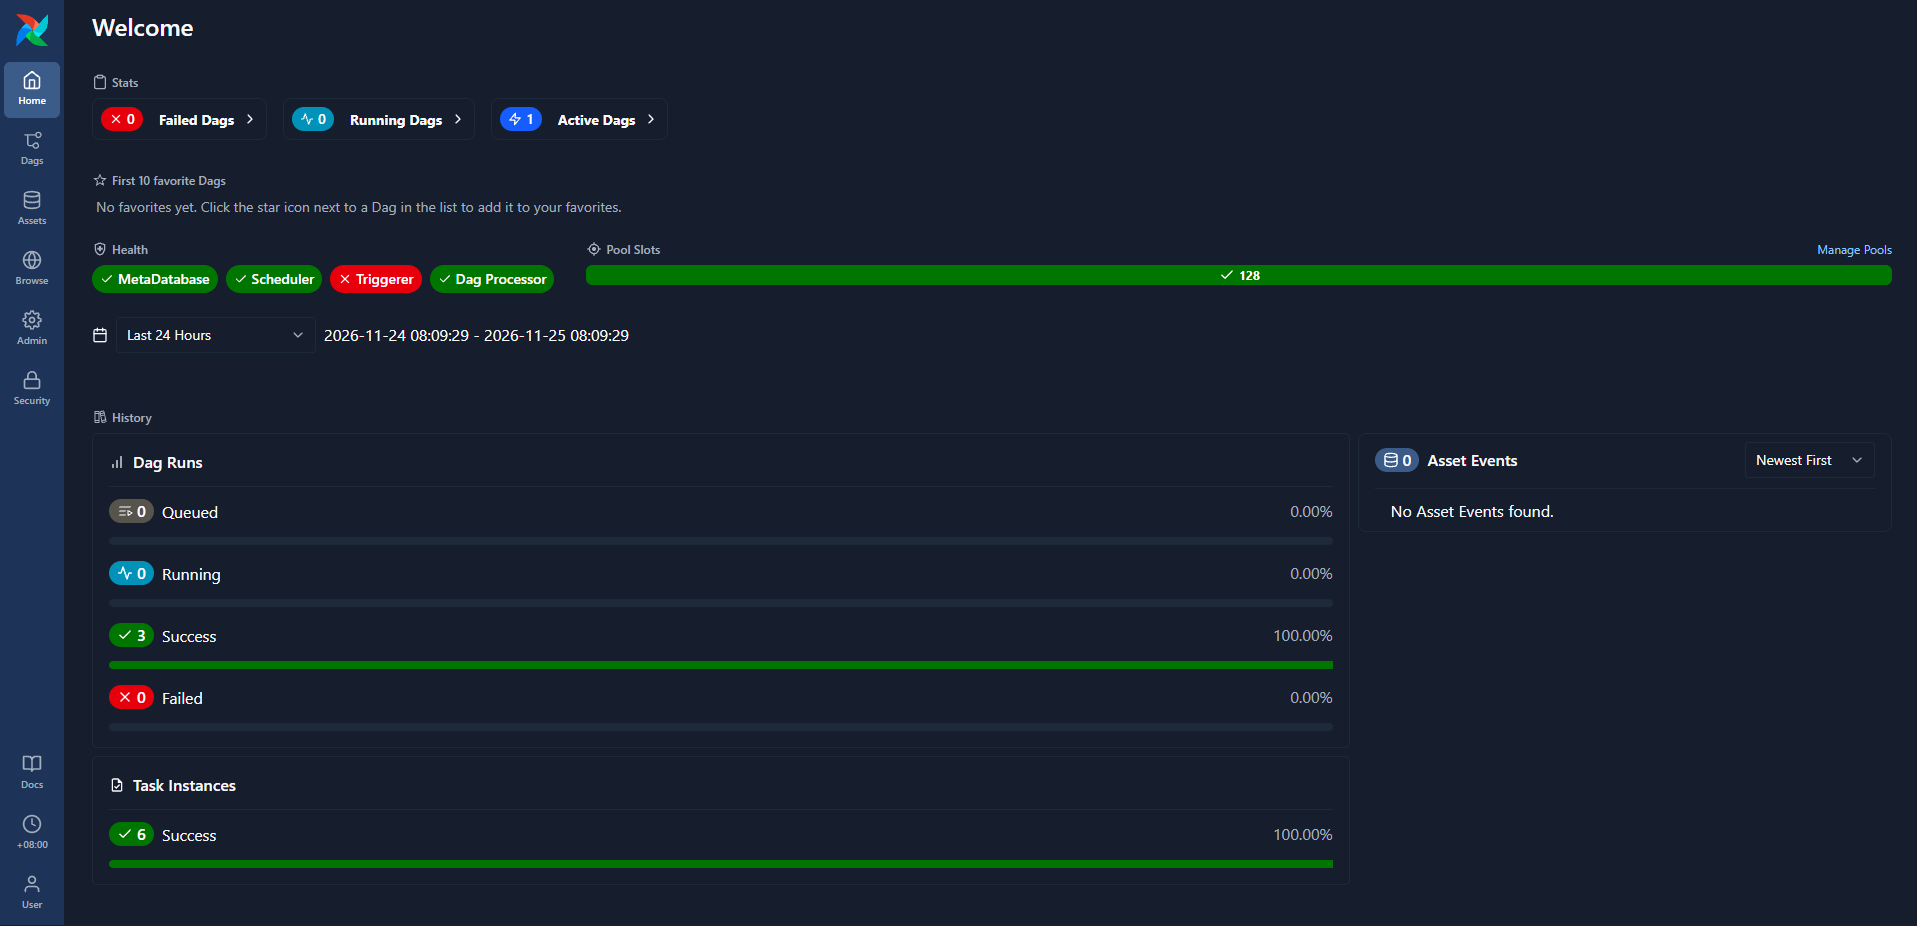 Welcome
Home
Dags
Assets
Browse
Admin
Security
Docs
+08:00
User
Stats
0 Failed Dags
0 Running Dags
1 Active Dags
First 10 favorite Dags
No favorites yet. Click the star icon next to a Dag in the list to add it to your favorites.
Health
MetaDatabase Scheduler Triggerer Dag Processor
Pool Slots
Manage Pools
128
Last 24 Hours 2026-11-24 08:09:29 - 2026-11-25 08:09:29
History
Dag Runs
0 Queued 0.00%
0 Running 0.00%
3 Success 100.00%
0 Failed 0.00%
Task Instances
6 Success 100.00%
0 Asset Events
Newest First
No Asset Events found.